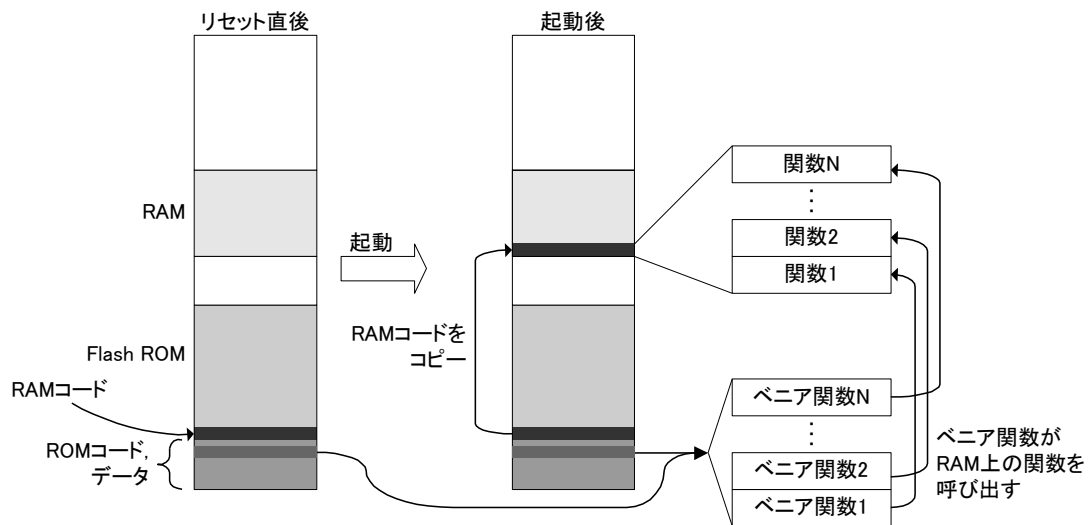 リセット直後
起動後
RAM
起動
Flash ROM
RAMコード
ROMコード,
データ
RAMコードを
コピー
関数N
⋮
関数2
関数1
ベニア関数N
⋮
ベニア関数2
ベニア関数1
ベニア関数が
RAM上の関数を
呼び出す